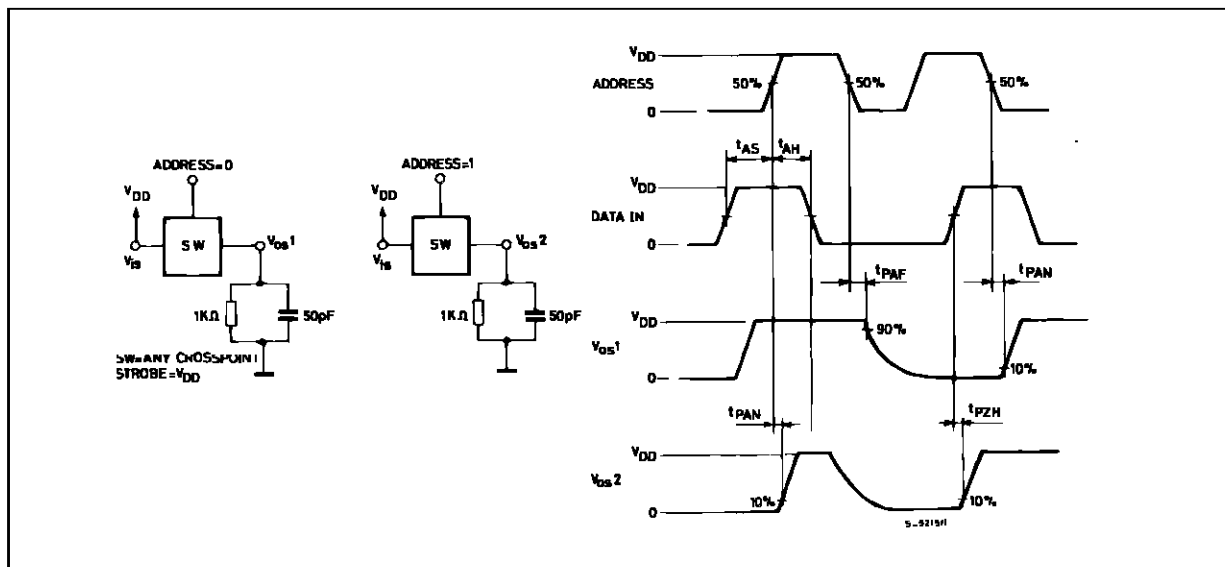 ADDRESS=0
V_DD
SW
V_is
V_os1
1KΩ
50pF
SW=ANY CROSSPOINT
STROBE=V_DD
ADDRESS=1
V_DD
SW
V_is
V_os2
1KΩ
50pF
V_DD
ADDRESS
0
50%
50%
50%
t_AS
t_AH
V_DD
DATA IN
0
t_PAF
t_PAN
V_DD
V_os1
0
90%
10%
t_PAN
t_PZH
V_DD
V_os2
0
10%
10%